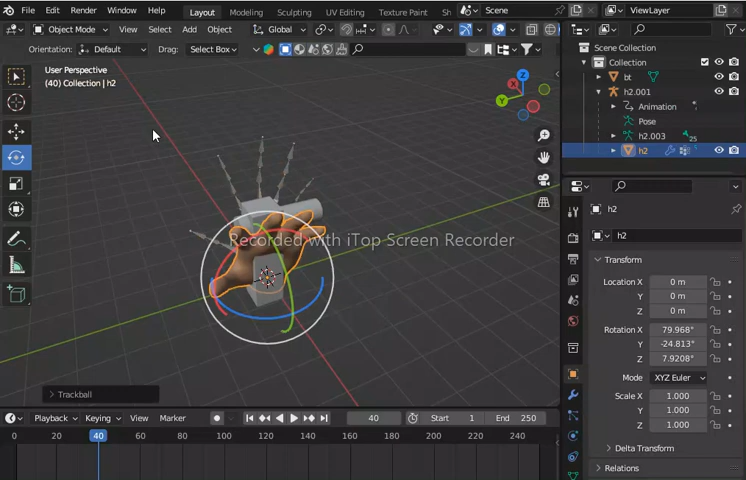 File Edit Render Window Help Layout Modeling Sculpting UV Editing Texture Paint Sh Scene ViewLayer
Object Mode View Select Add Object Global
Orientation: Default Drag: Select Box
User Perspective
(40) Collection | h2
Scene Collection
Collection
bt
h2.001
Animation
Pose
h2.003 25
h2
Recorded with iTop Screen Recorder
h2
h2
Transform
Location X 0 m
Y 0 m
Z 0 m
Rotation X 79.968°
Y -24.813°
Z 7.9208°
Mode XYZ Euler
Scale X 1.000
Y 1.000
Z 1.000
Delta Transform
Relations
Trackball
Playback Keying View Marker 40 Start 1 End 250
0 20 40 60 80 100 120 140 160 180 200 220 240
X
Y
Z